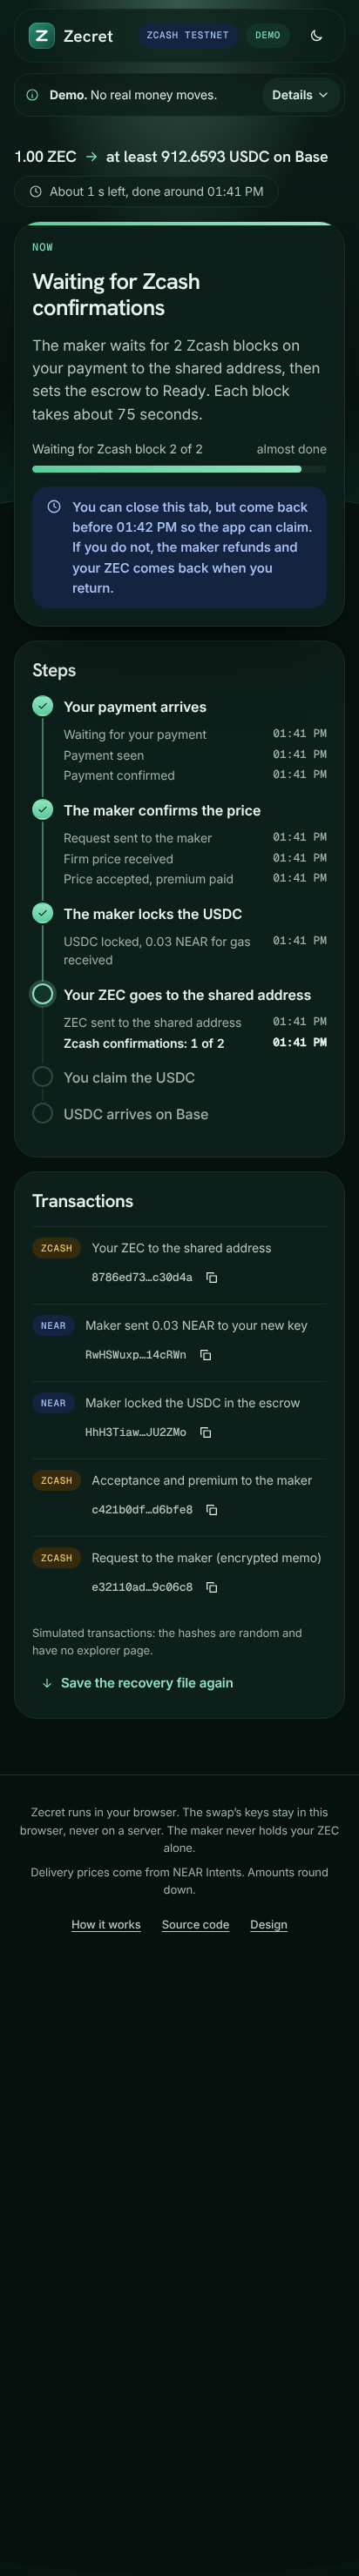 Zecret
ZCASH TESTNET
DEMO
Demo. No real money moves.
Details
1.00 ZEC → at least 912.6593 USDC on Base
About 1 s left, done around 01:41 PM
NOW
Waiting for Zcash
confirmations
The maker waits for 2 Zcash blocks on
your payment to the shared address, then
sets the escrow to Ready. Each block
takes about 75 seconds.
Waiting for Zcash block 2 of 2
almost done
You can close this tab, but come back
before 01:42 PM so the app can claim.
If you do not, the maker refunds and
your ZEC comes back when you
return.
Steps
Your payment arrives
Waiting for your payment 01:41 PM
Payment seen 01:41 PM
Payment confirmed 01:41 PM
The maker confirms the price
Request sent to the maker 01:41 PM
Firm price received 01:41 PM
Price accepted, premium paid 01:41 PM
The maker locks the USDC
USDC locked, 0.03 NEAR for gas 01:41 PM
received
Your ZEC goes to the shared address
ZEC sent to the shared address 01:41 PM
Zcash confirmations: 1 of 2 01:41 PM
You claim the USDC
USDC arrives on Base
Transactions
ZCASH Your ZEC to the shared address
8786ed73…c30d4a
NEAR Maker sent 0.03 NEAR to your new key
RwHSWuxp…14cRWn
NEAR Maker locked the USDC in the escrow
HhH3Tiaw…JU2ZMo
ZCASH Acceptance and premium to the maker
c421b0df…d6bfe8
ZCASH Request to the maker (encrypted memo)
e32110ad…9c06c8
Simulated transactions: the hashes are random and
have no explorer page.
↓ Save the recovery file again
Zecret runs in your browser. The swap's keys stay in this
browser, never on a server. The maker never holds your ZEC
alone.
Delivery prices come from NEAR Intents. Amounts round
down.
How it works Source code Design